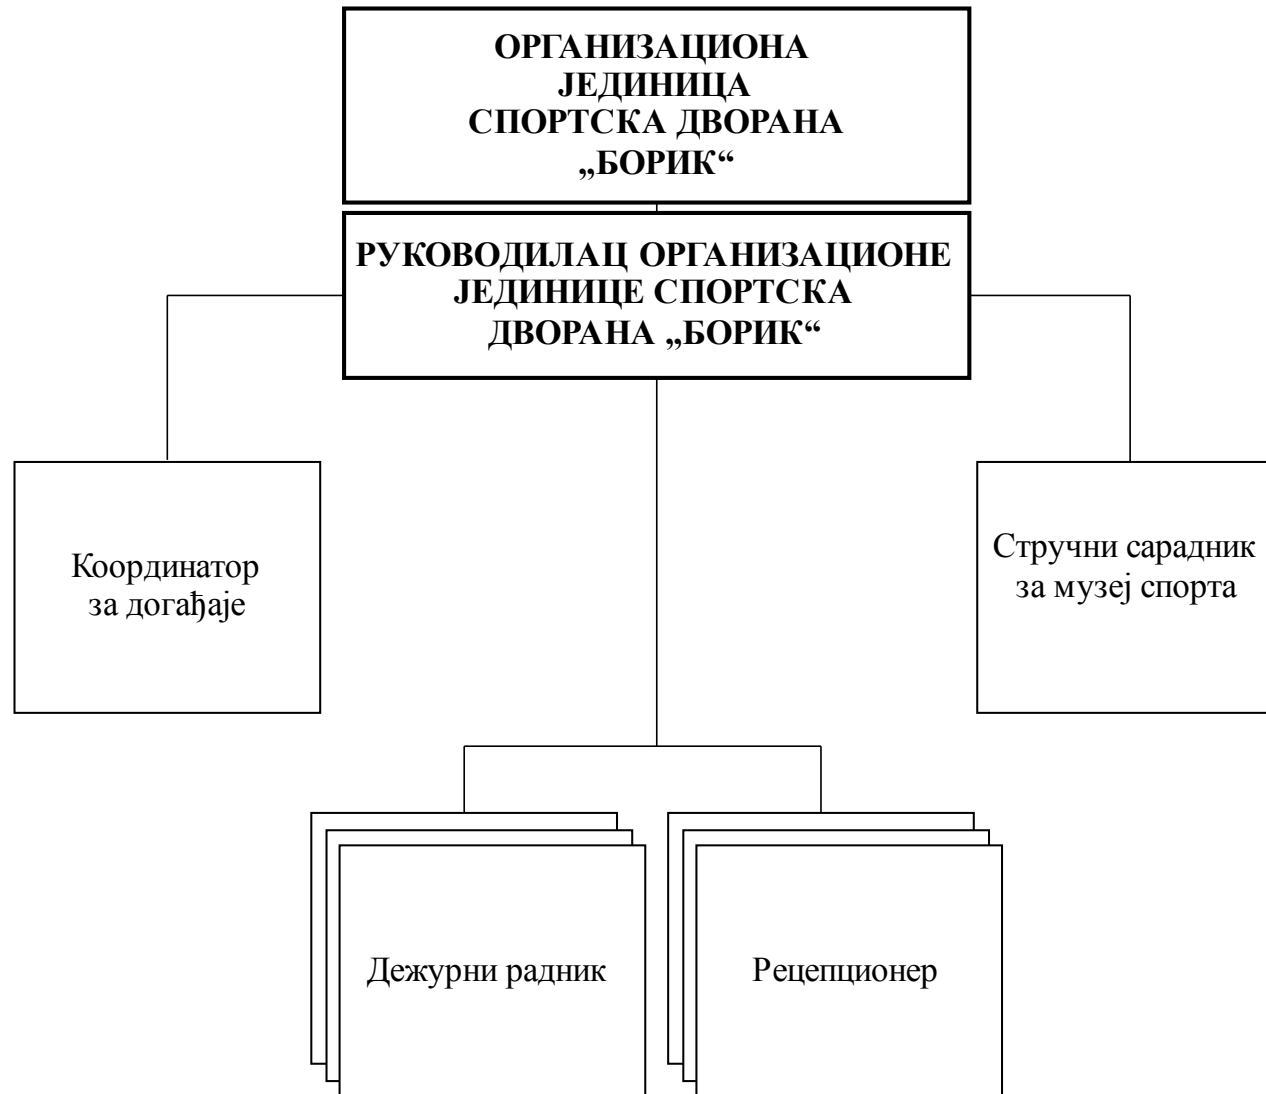 ОРГАНИЗАЦИОНА
ЈЕДИНИЦА
СПОРТСКА ДВОРАНА
„БОРИК“
РУКОВОДИЛАЦ ОРГАНИЗАЦИОНЕ
ЈЕДИНИЦЕ СПОРТСКА
ДВОРАНА „БОРИК“
Координатор
за догађаје
Стручни сарадник
за музеј спорта
Дежурни радник
Рецепционер